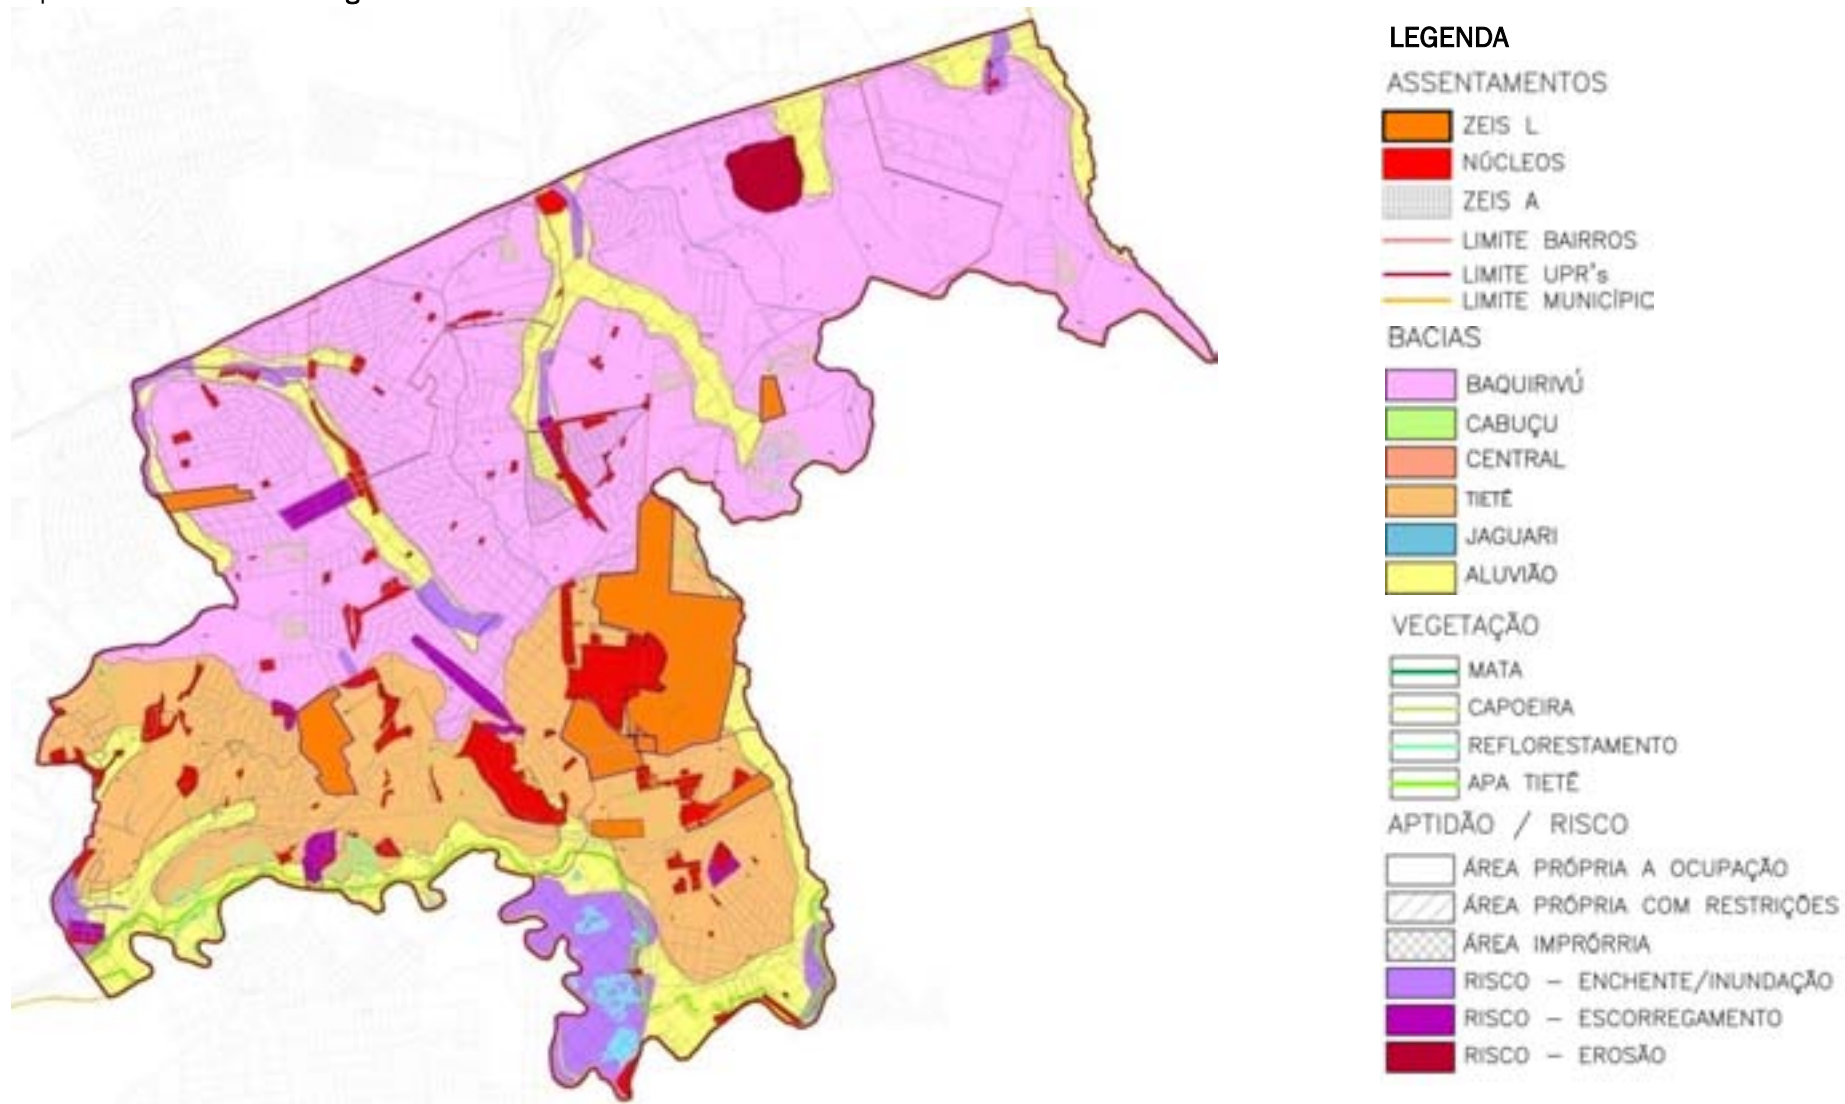 LEGENDA
ASSENTAMENTOS
ZEIS L
NÚCLEOS
ZEIS A
LIMITE BAIRROS
LIMITE UPR's
LIMITE MUNICÍPIO
BACIAS
BAQUIRIVÚ
CABUÇU
CENTRAL
TIETÊ
JAGUARI
ALUVIÃO
VEGETAÇÃO
MATA
CAPOEIRA
REFLORESTAMENTO
APA TIETÊ
APTIDÃO / RISCO
ÁREA PRÓPRIA A OCUPAÇÃO
ÁREA PRÓPRIA COM RESTRIÇÕES
ÁREA IMPRÓRRIA
RISCO – ENCHENTE/INUNDAÇÃO
RISCO – ESCORREGAMENTO
RISCO – EROSÃO